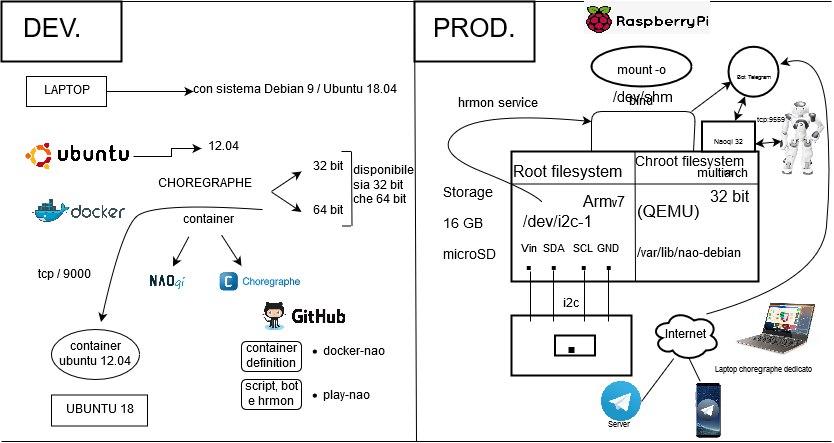 DEV.
LAPTOP
con sistema Debian 9 / Ubuntu 18.04
ubuntu
12.04
CHOREGRAPHE
32 bit
64 bit
disponibile
sia 32 bit
che 64 bit
docker
container
tcp / 9000
NAOqi
C Choregraphe
GitHub
container
ubuntu 12.04
container
definition
docker-nao
script, bot
e hrmon
play-nao
UBUNTU 18
PROD.
RaspberryPi
mount -o
bind
/dev/shm
hrmon service
Bot Telegram
tcp:9559
Naoqi 32
Root filesystem
Chroot filesystem
multiarch
Storage
16 GB
microSD
Armv7
/dev/i2c-1
32 bit
(QEMU)
/var/lib/nao-debian
Vin SDA SCL GND
i2c
Internet
Laptop choregraphe dedicato
Server